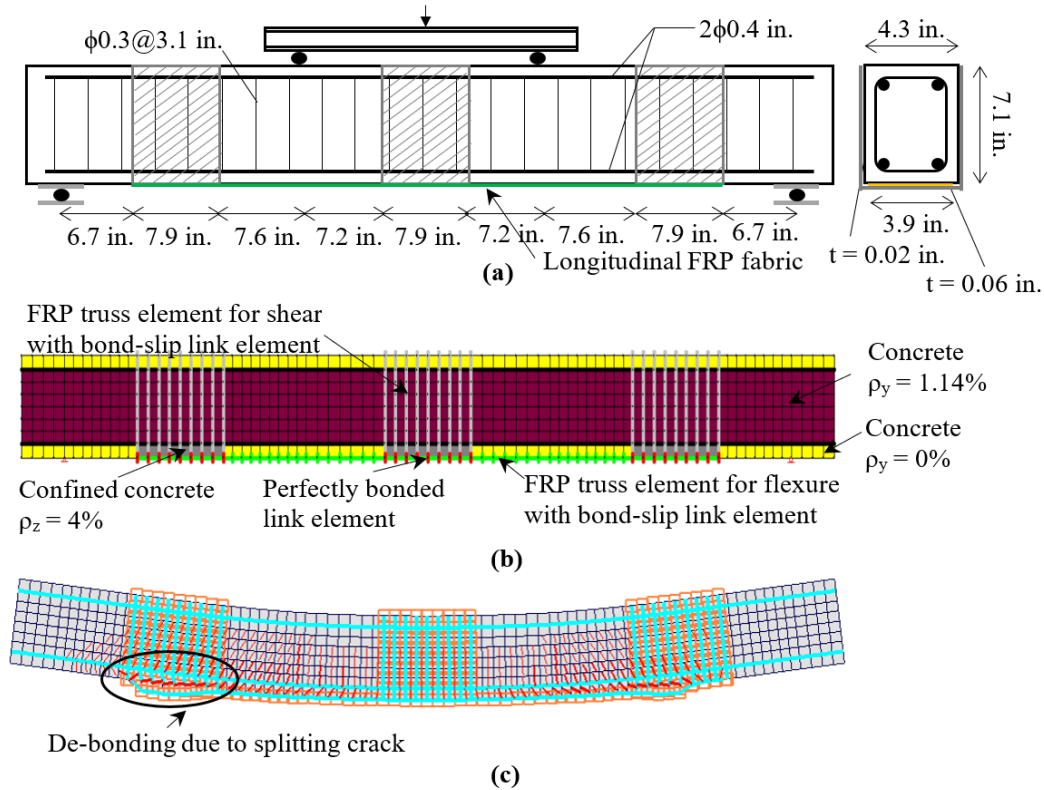 ϕ0.3@3.1 in.
2ϕ0.4 in.
4.3 in.
7.1 in.
6.7 in.
7.9 in.
7.6 in.
7.2 in.
7.9 in.
7.2 in.
7.6 in.
7.9 in.
6.7 in.
3.9 in.
t = 0.02 in.
t = 0.06 in.
Longitudinal FRP fabric
(a)
FRP truss element for shear
with bond-slip link element
Concrete
ρy = 1.14%
Concrete
ρy = 0%
Confined concrete
ρz = 4%
Perfectly bonded
link element
FRP truss element for flexure
with bond-slip link element
(b)
De-bonding due to splitting crack
(c)